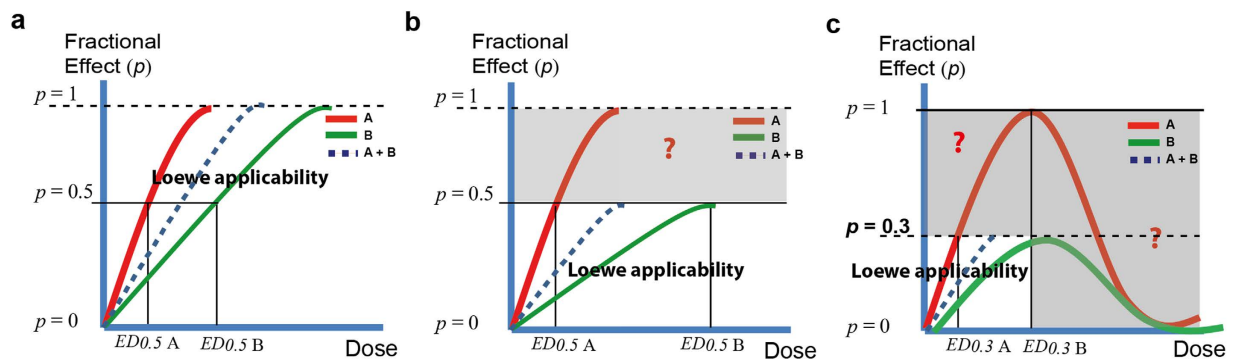 a
Fractional
Effect (p)
p = 1
A
B
A + B
Loewe applicability
p = 0.5
p = 0
ED0.5 A
ED0.5 B
Dose
b
Fractional
Effect (p)
p = 1
A
B
A + B
?
p = 0.5
Loewe applicability
p = 0
ED0.5 A
ED0.5 B
Dose
c
Fractional
Effect (p)
p = 1
A
B
A + B
?
p = 0.3
?
Loewe applicability
p = 0
ED0.3 A
ED0.3 B
Dose